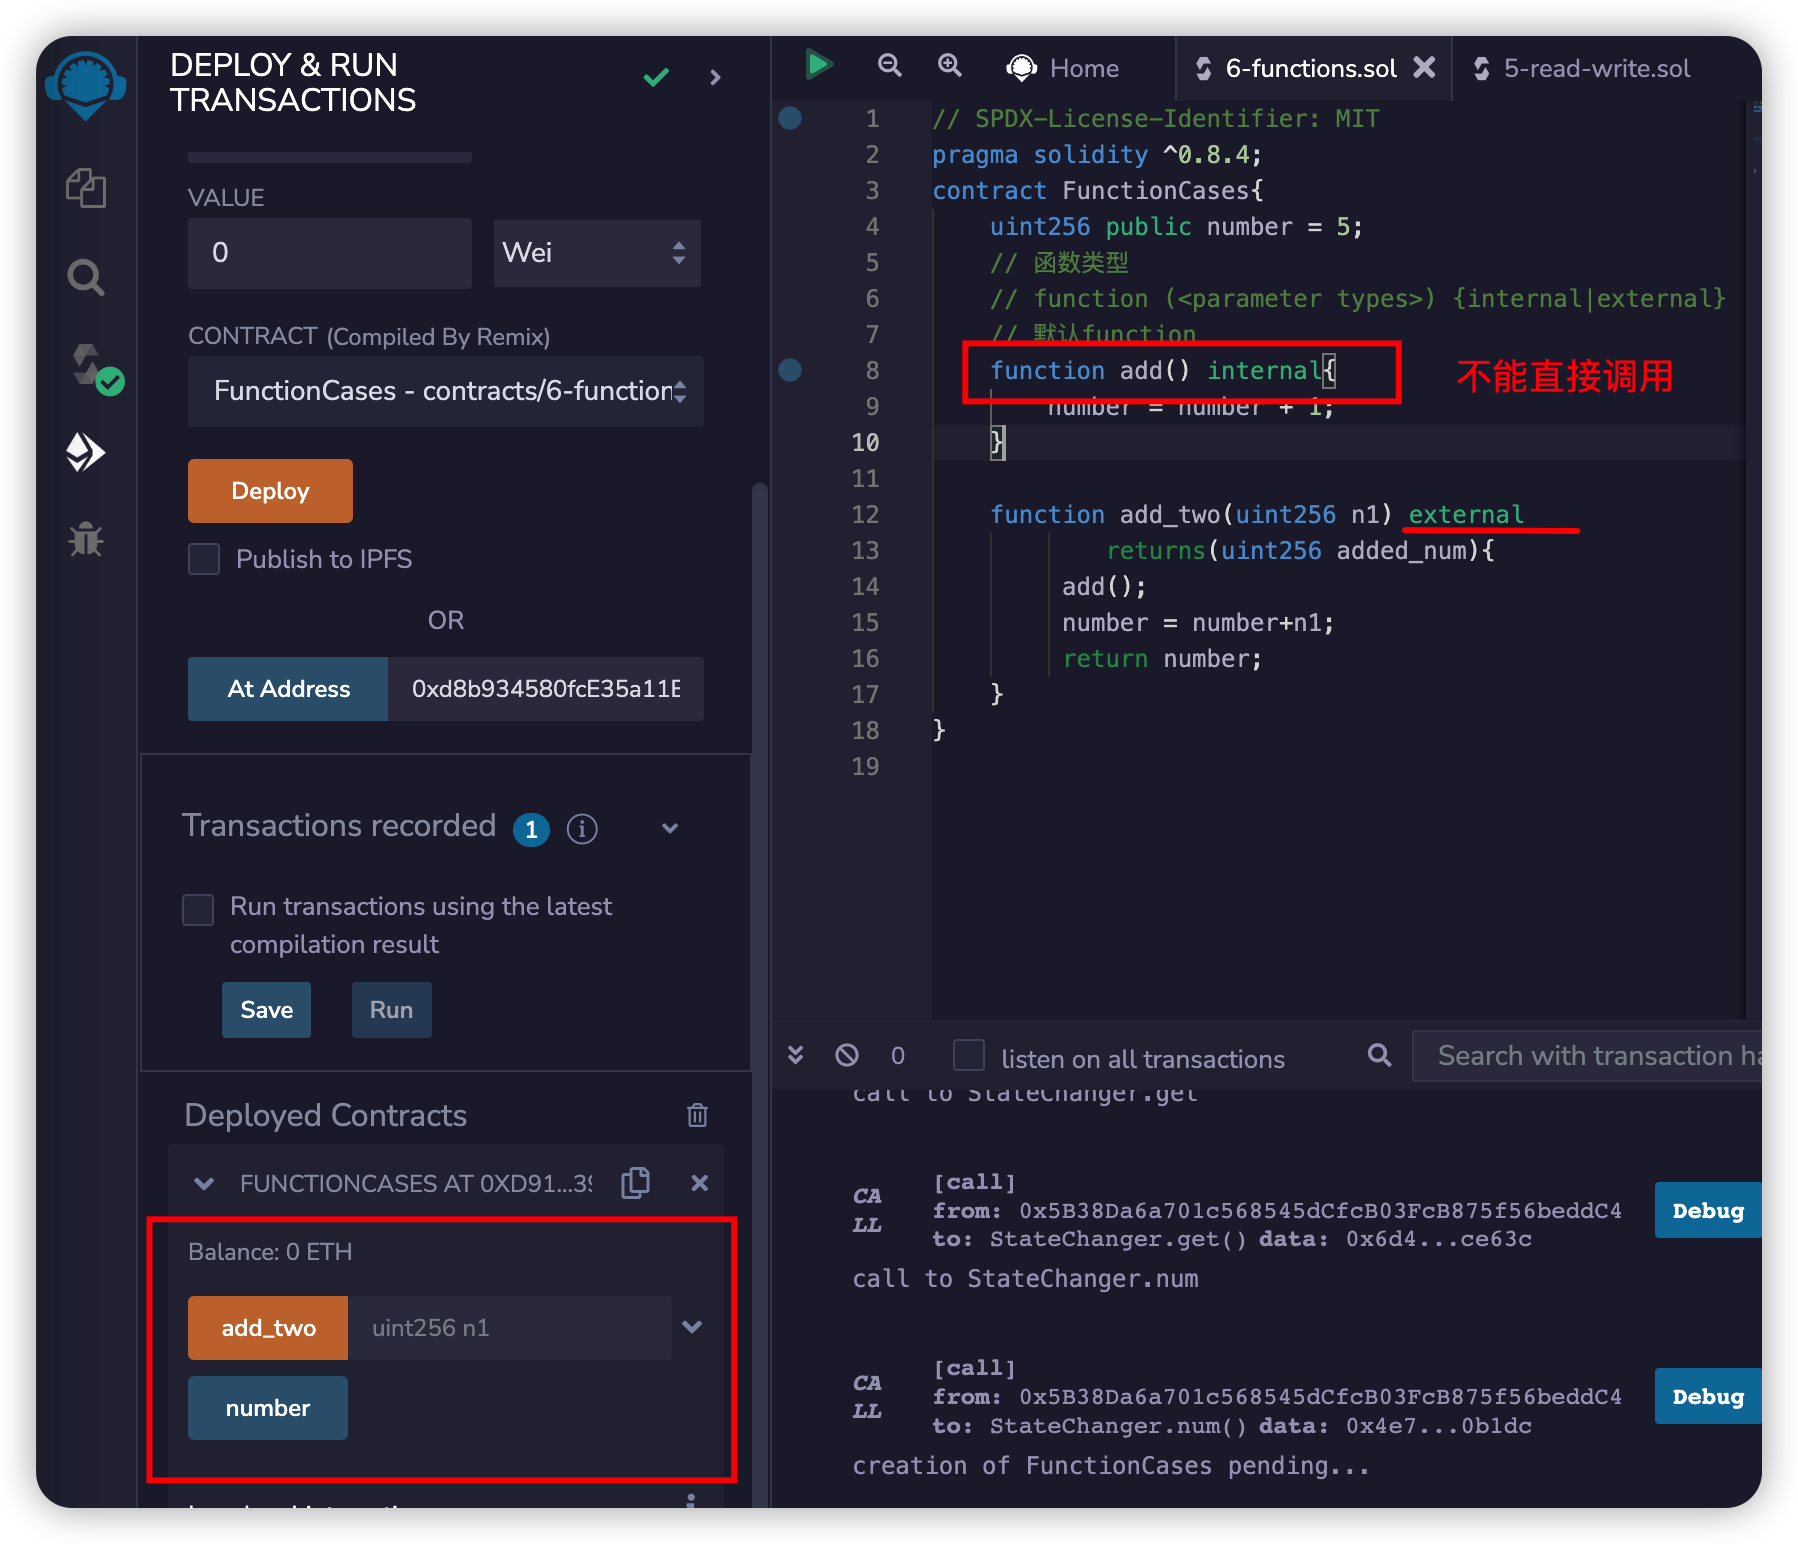 DEPLOY & RUN
TRANSACTIONS
VALUE
0
Wei
CONTRACT (Compiled By Remix)
FunctionCases - contracts/6-function
Deploy
Publish to IPFS
OR
At Address
0xd8b934580fcE35a11E
Transactions recorded 1
Run transactions using the latest
compilation result
Save
Run
Deployed Contracts
FUNCTIONCASES AT 0XD91...39
Balance: 0 ETH
add_two
uint256 n1
number
Home
6-functions.sol
5-read-write.sol
1 // SPDX-License-Identifier: MIT
2 pragma solidity ^0.8.4;
3 contract FunctionCases{
4 uint256 public number = 5;
5 // 函数类型
6 // function (<parameter types>) {internal|external}
7 // 默认function
8 function add() internal{
不能直接调用
9 number = number + 1;
10 }
11
12 function add_two(uint256 n1) external
13 returns(uint256 added_num){
14 add();
15 number = number+n1;
16 return number;
17 }
18 }
19
0
listen on all transactions
Search with transaction ha
call to StateChanger.get
CALL
[call]
from: 0x5B38Da6a701c568545dCfcB03FcB875f56beddC4
to: StateChanger.get() data: 0x6d4...ce63c
Debug
call to StateChanger.num
CALL
[call]
from: 0x5B38Da6a701c568545dCfcB03FcB875f56beddC4
to: StateChanger.num() data: 0x4e7...0b1dc
Debug
creation of FunctionCases pending...